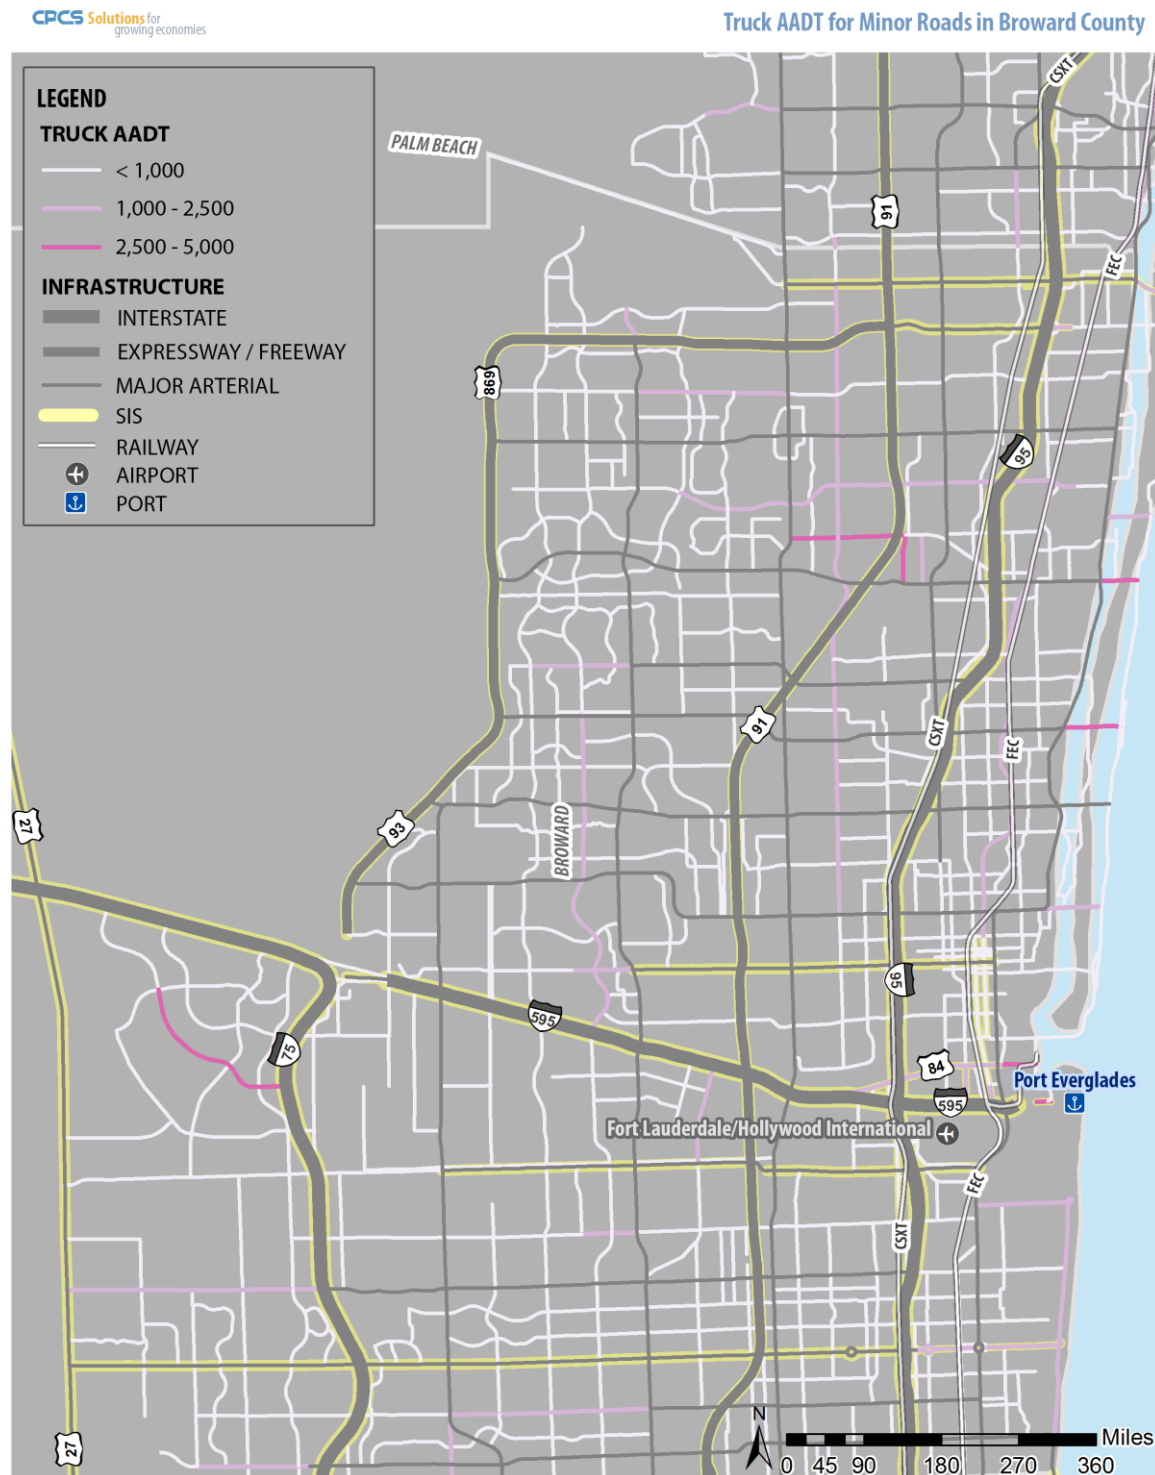 CPCS Solutions for
growing economies
Truck AADT for Minor Roads in Broward County
LEGEND
TRUCK AADT
< 1,000
1,000 - 2,500
2,500 - 5,000
INFRASTRUCTURE
INTERSTATE
EXPRESSWAY / FREEWAY
MAJOR ARTERIAL
SIS
RAILWAY
AIRPORT
PORT
PALM BEACH
CSXT
91
FEC
869
95
91
CSXT
FEC
27
93
BROWARD
95
595
75
84
Port Everglades
595
Fort Lauderdale/Hollywood International
FEC
CSXT
27
N
Miles
0 45 90 180 270 360